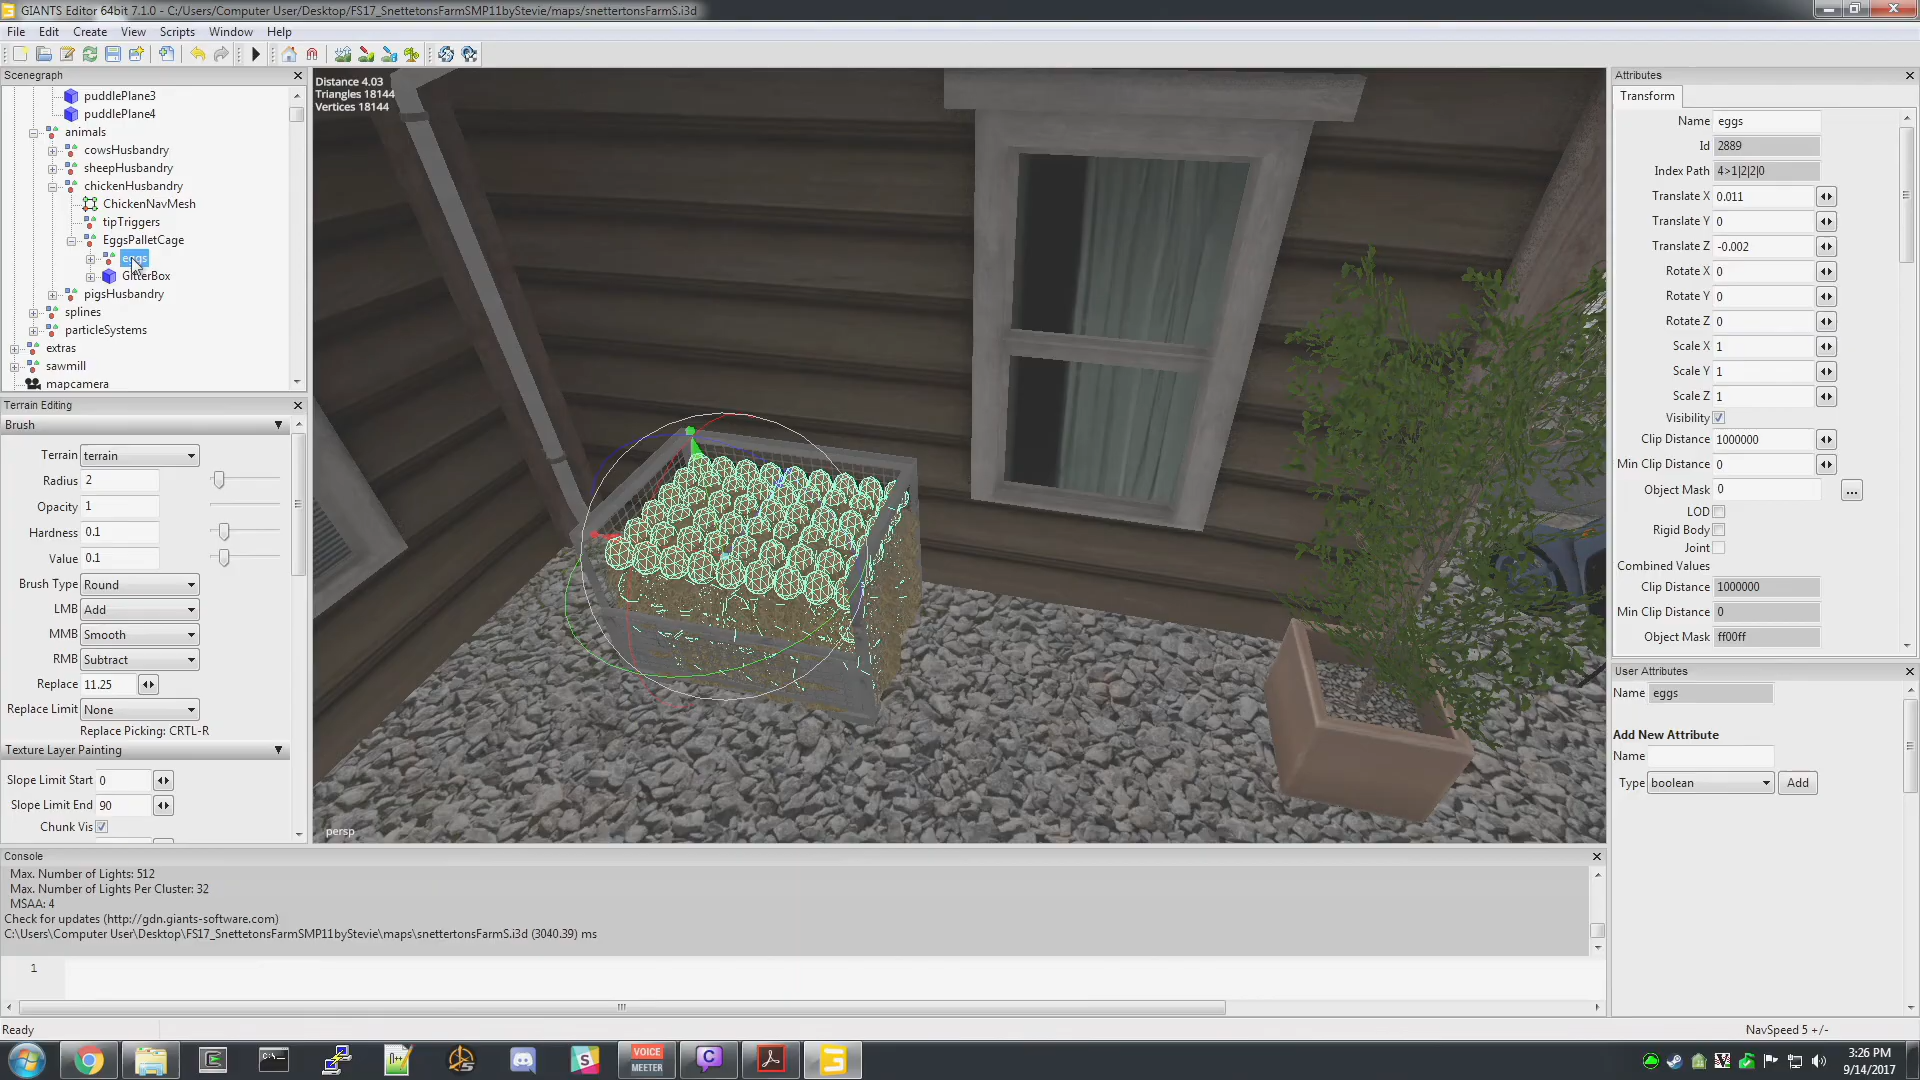 GIANTS Editor 64bit 7.1.0 - C:/Users/Computer User/Desktop/FS17_SnettetonsFarmSMP11byStevie/maps/snettertonsFarmS.i3d
File Edit Create View Scripts Window Help
Scenegraph
puddlePlane3
puddlePlane4
animals
cowsHusbandry
sheepHusbandry
chickenHusbandry
ChickenNavMesh
tipTriggers
EggsPalletCage
eggs
GitterBox
pigsHusbandry
splines
particleSystems
extras
sawmill
mapcamera
Terrain Editing
Brush
Terrain terrain
Radius 2
Opacity 1
Hardness 0.1
Value 0.1
Brush Type Round
LMB Add
MMB Smooth
RMB Subtract
Replace 11.25
Replace Limit None
Replace Picking: CRTL-R
Texture Layer Painting
Slope Limit Start 0
Slope Limit End 90
Chunk Vis
Distance 4.03
Triangles 18144
Vertices 18144
persp
Attributes
Transform
Name eggs
Id 2889
Index Path 4>1|2|2|0
Translate X 0.011
Translate Y 0
Translate Z -0.002
Rotate X 0
Rotate Y 0
Rotate Z 0
Scale X 1
Scale Y 1
Scale Z 1
Visibility
Clip Distance 1000000
Min Clip Distance 0
Object Mask 0 ...
LOD
Rigid Body
Joint
Combined Values
Clip Distance 1000000
Min Clip Distance 0
Object Mask ff00ff
User Attributes
Name eggs
Add New Attribute
Name
Type boolean Add
Console
Max. Number of Lights: 512
Max. Number of Lights Per Cluster: 32
MSAA: 4
Check for updates (http://gdn.giants-software.com)
C:\Users\Computer User\Desktop\FS17_SnettetonsFarmSMP11byStevie\maps\snettertonsFarmS.i3d (3040.39) ms
1
Ready
NavSpeed 5 +/-
VOICE
MEETER
3:26 PM
9/14/2017